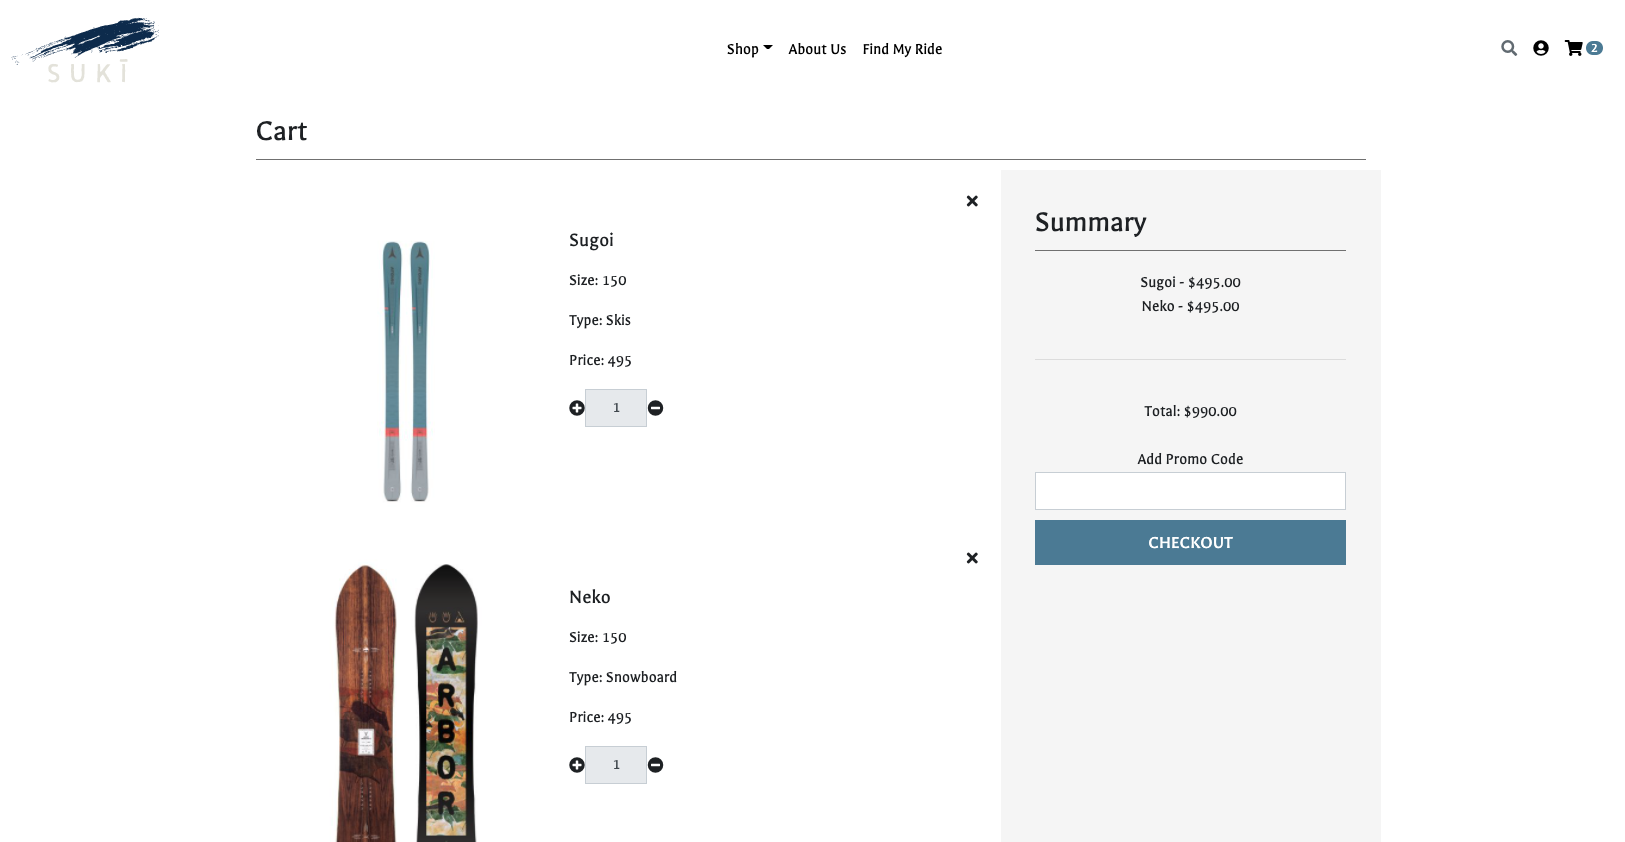 SUKĪ
Shop
About Us
Find My Ride
2
Cart
Sugoi
Size: 150
Type: Skis
Price: 495
1
Neko
Size: 150
Type: Snowboard
Price: 495
1
ARBOR
Summary
Sugoi - $495.00
Neko - $495.00
Total: $990.00
Add Promo Code
CHECKOUT